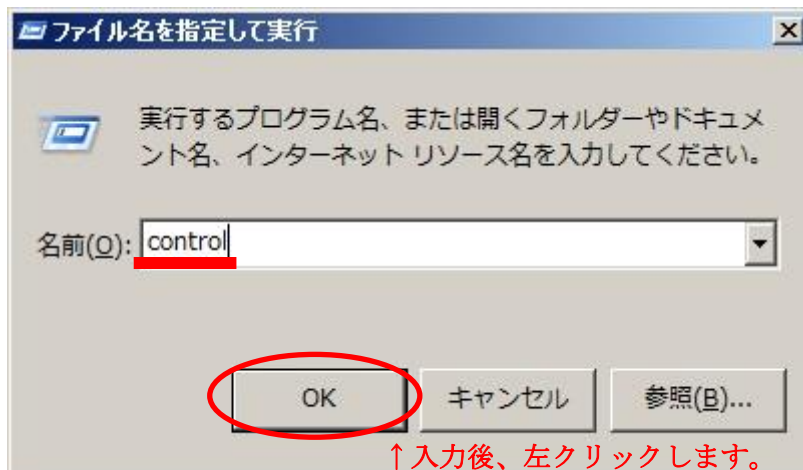 ファイル名を指定して実行
実行するプログラム名、または開くフォルダーやドキュメ
ント名、インターネット リソース名を入力してください。
名前(O): control
OK キャンセル 参照(B)...
↑入力後、左クリックします。